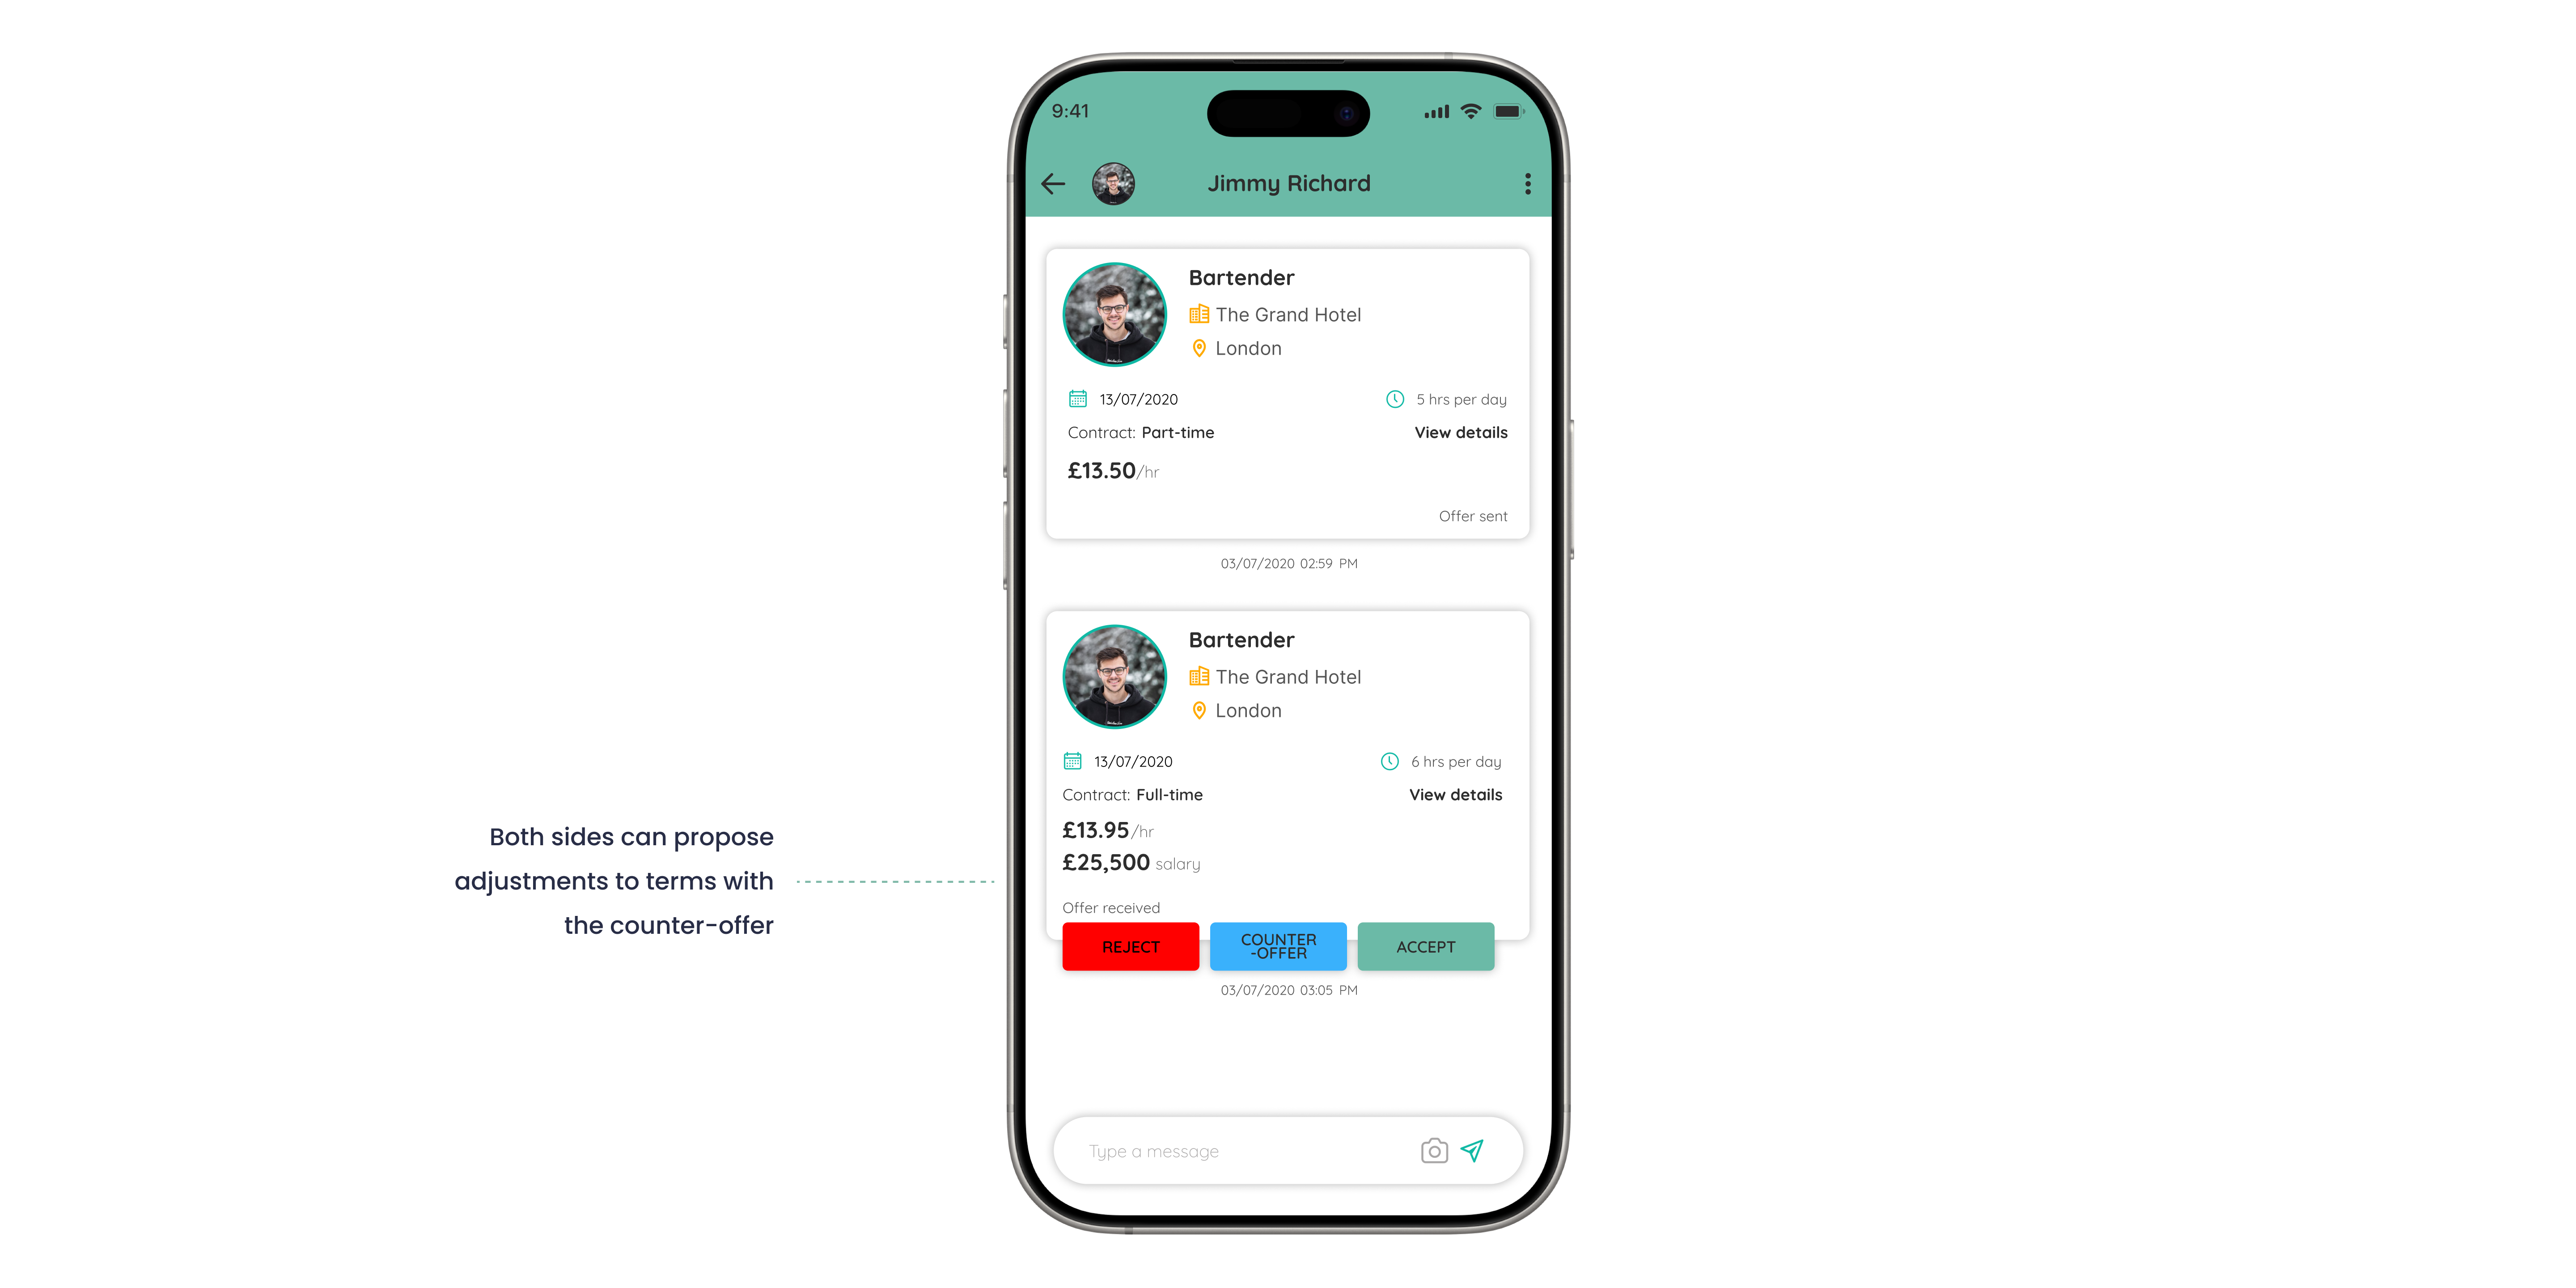 9:41
Jimmy Richard
Bartender
The Grand Hotel
London
13/07/2020 5 hrs per day
Contract: Part-time View details
£13.50/hr
Offer sent
03/07/2020 02:59 PM
Bartender
The Grand Hotel
London
13/07/2020 6 hrs per day
Contract: Full-time View details
£13.95/hr
£25,500 salary
Offer received
REJECT
COUNTER
-OFFER
ACCEPT
03/07/2020 03:05 PM
Type a message
Both sides can propose
adjustments to terms with
the counter-offer